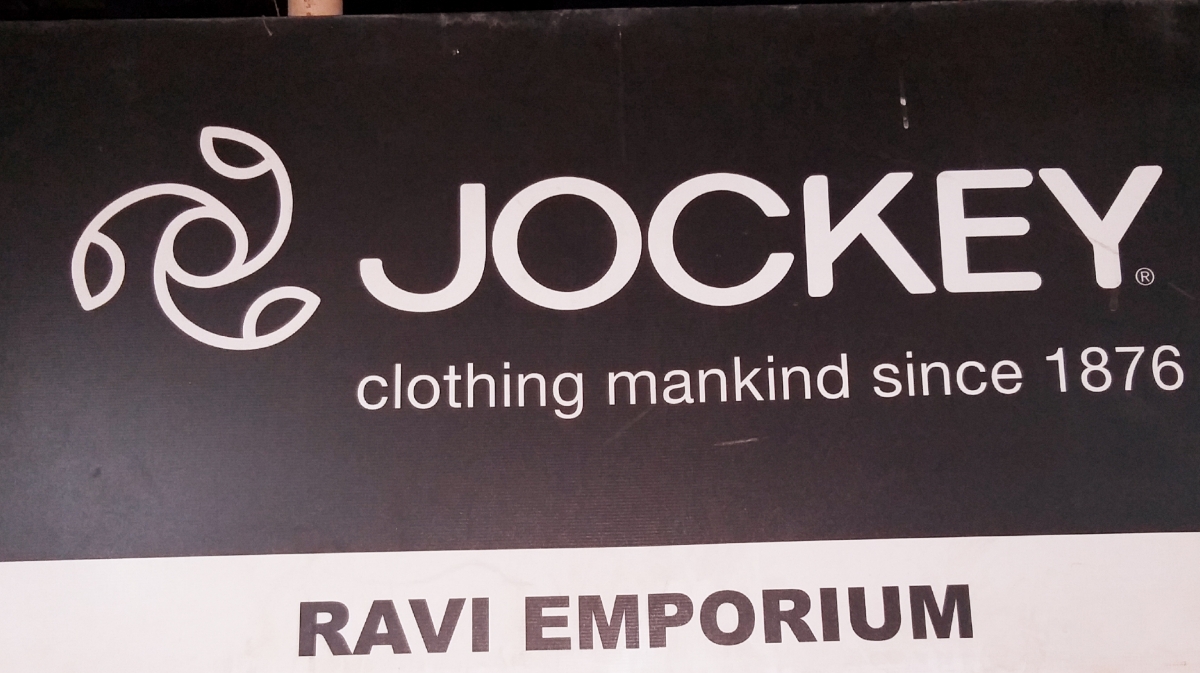 JOCKEY®
clothing mankind since 1876
RAVI EMPORIUM